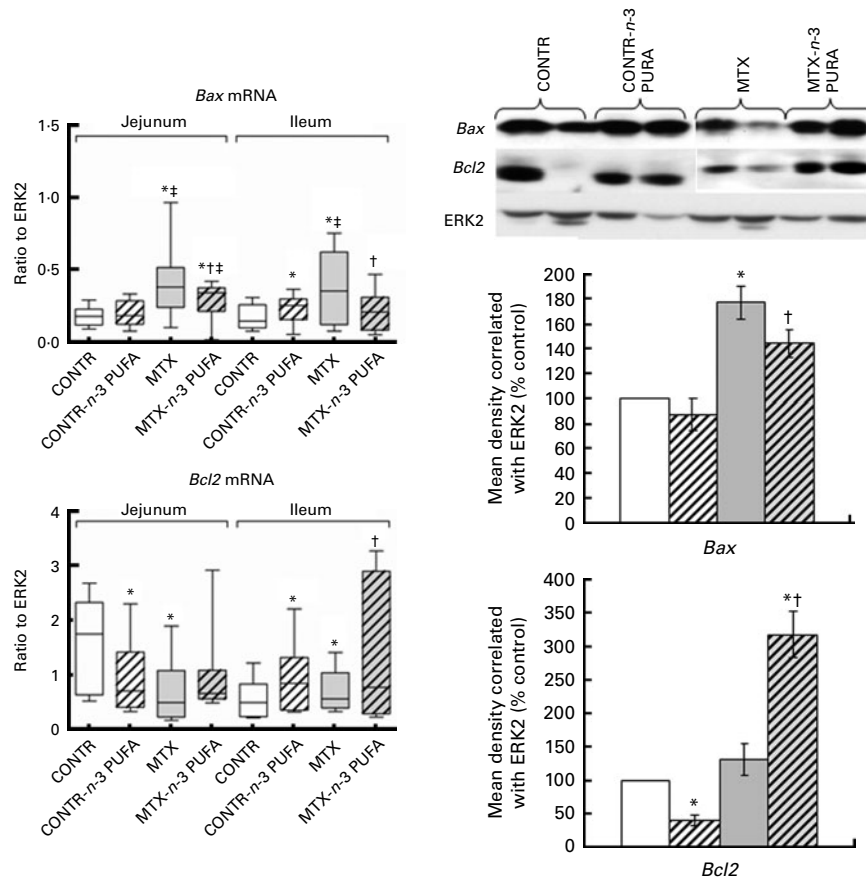 Bax mRNA
Jejunum
Ileum
Ratio to ERK2
1·5
1·0
0·5
0·0
*‡
*†‡
*
*‡
†
CONTR
CONTR-n-3 PUFA
MTX
MTX-n-3 PUFA
CONTR
CONTR-n-3 PUFA
MTX
MTX-n-3 PUFA
Bcl2 mRNA
Jejunum
Ileum
Ratio to ERK2
4
3
2
1
0
*
*
*
*
†
CONTR
CONTR-n-3 PUFA
MTX
MTX-n-3 PUFA
CONTR
CONTR-n-3 PUFA
MTX
MTX-n-3 PUFA
CONTR
CONTR-n-3
PURA
MTX
MTX-n-3
PURA
Bax
Bcl2
ERK2
Mean density correlated
with ERK2 (% control)
200
180
160
140
120
100
80
60
40
20
0
*
†
Bax
Mean density correlated
with ERK2 (% control)
400
350
300
250
200
150
100
50
0
*
*†
Bcl2